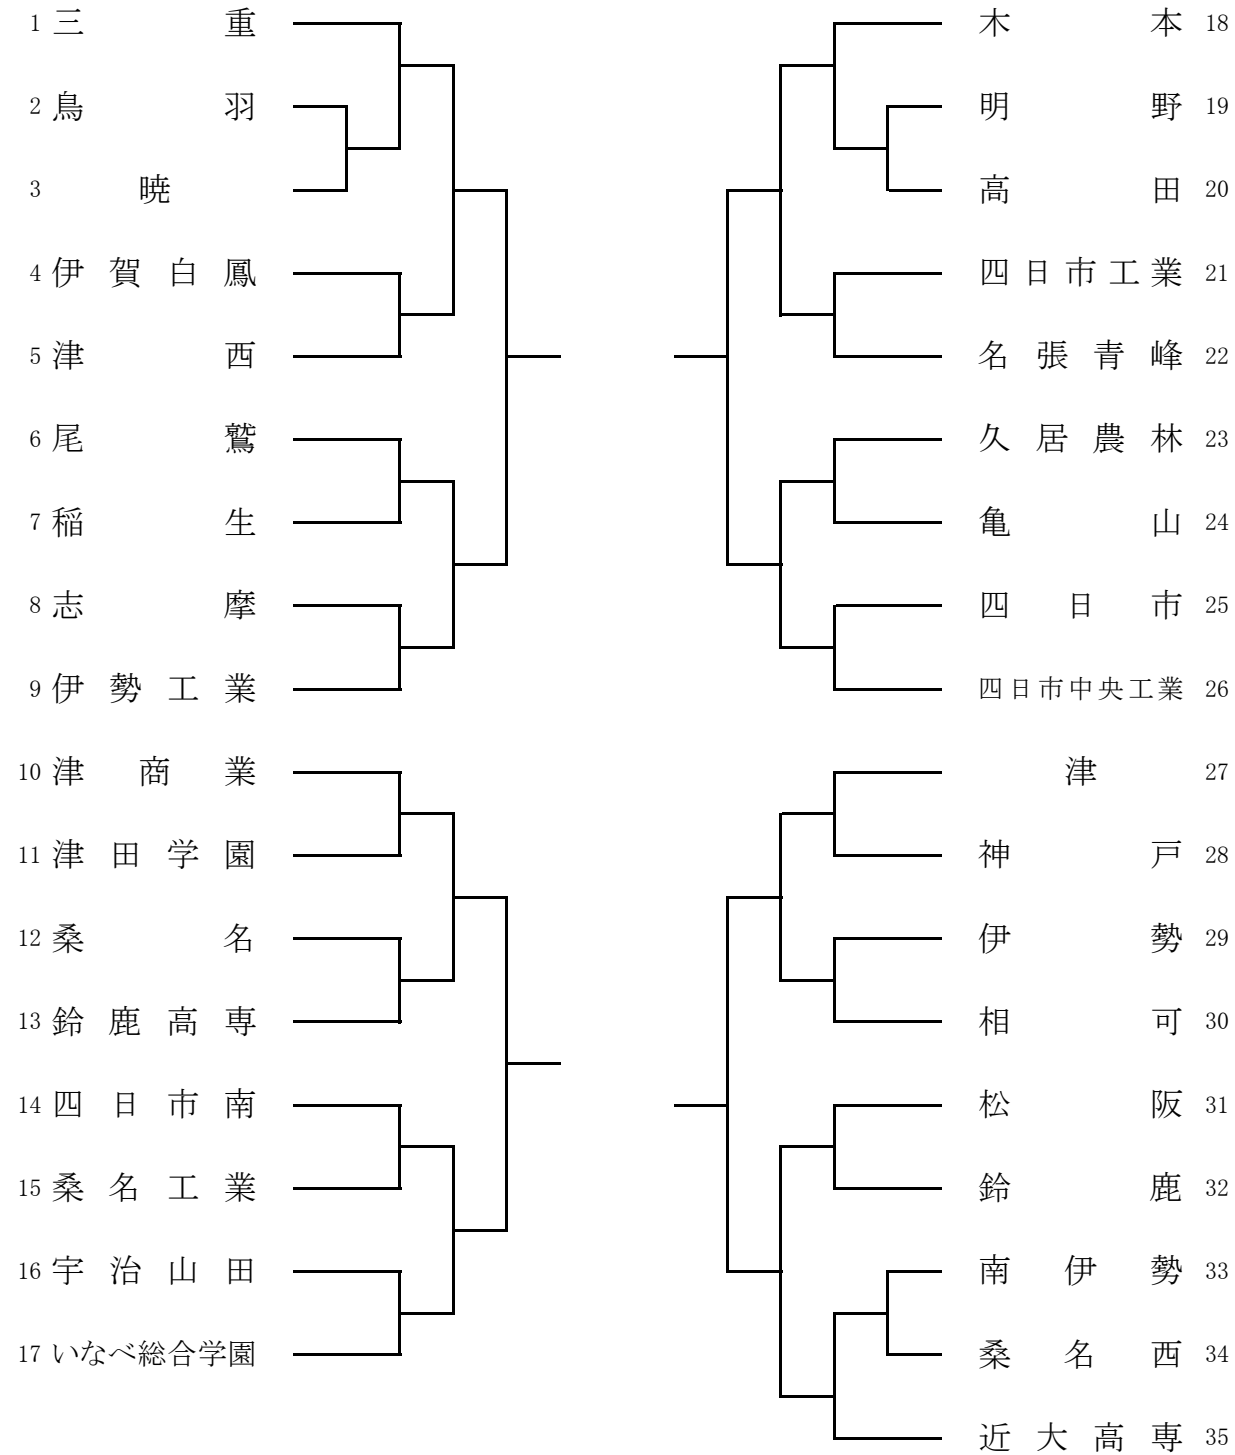 1 三重
2 鳥羽
3 暁
4 伊賀白鳳
5 津西
6 尾鷲
7 稲生
8 志摩
9 伊勢工業
10 津商業
11 津田学園
12 桑名
13 鈴鹿高専
14 四日市南
15 桑名工業
16 宇治山田
17 いなべ総合学園
木本 18
明野 19
高田 20
四日市工業 21
名張青峰 22
久居農林 23
亀山 24
四日市 25
四日市中央工業 26
津 27
神戸 28
伊勢 29
相可 30
松阪 31
鈴鹿 32
南伊勢 33
桑名西 34
近大高専 35